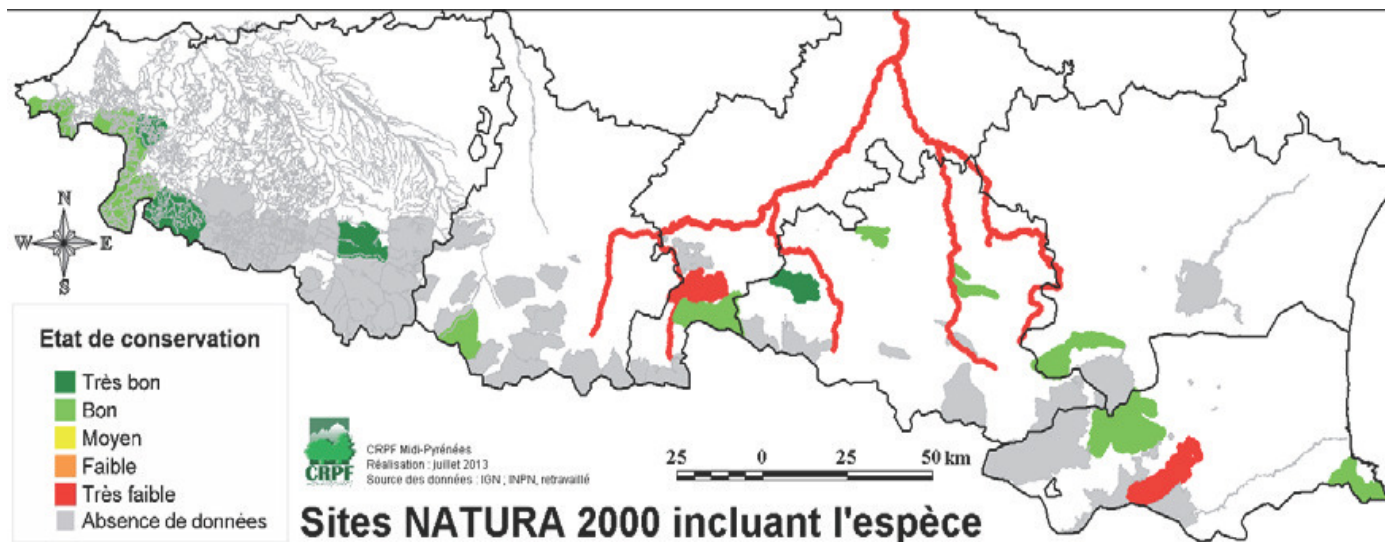 N
W E
S
Etat de conservation
Très bon
Bon
Moyen
Faible
Très faible
Absence de données
CRPF
CRPF Midi-Pyrénées
Réalisation : juillet 2013
Source des données : IGN ; INPN, retravaillé
25 0 25 50 km
Sites NATURA 2000 incluant l'espèce